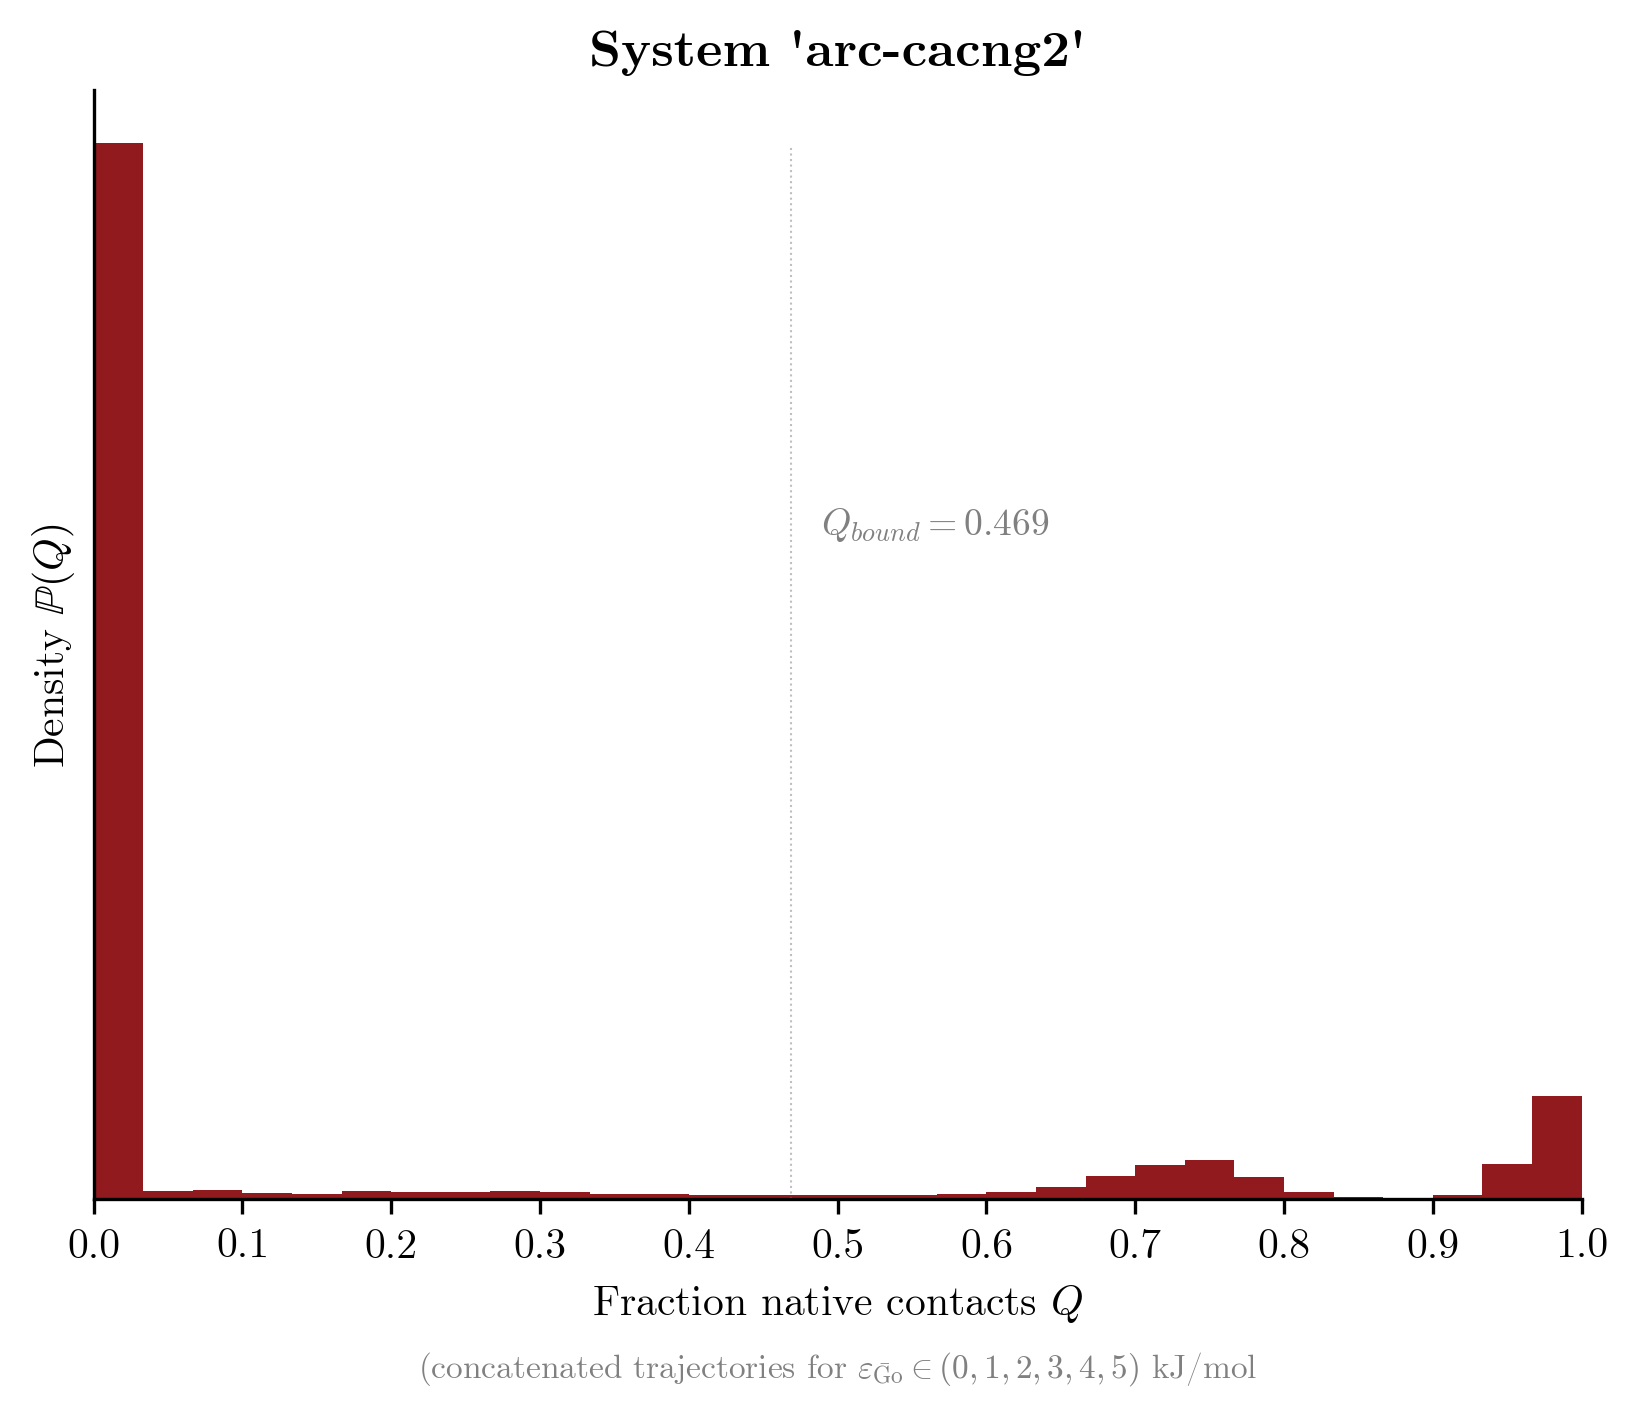 System 'arc-cacng2'
Density ℙ(Q)
Q_bound = 0.469
0.0 0.1 0.2 0.3 0.4 0.5 0.6 0.7 0.8 0.9 1.0
Fraction native contacts Q
(concatenated trajectories for ε_Ḡo ∈ (0, 1, 2, 3, 4, 5) kJ/mol